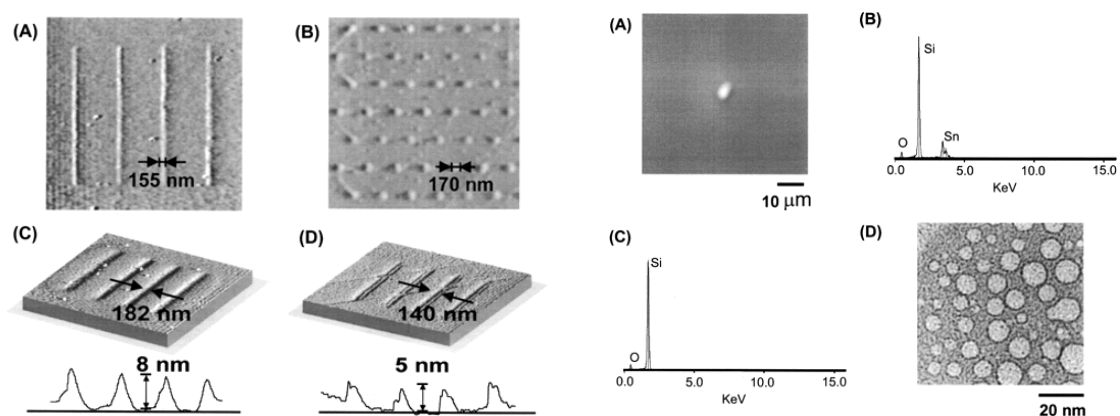 (A)
155 nm
(B)
170 nm
(C)
182 nm
8 nm
(D)
140 nm
5 nm
(A)
10 μm
(B)
Si
Sn
O
0.0 5.0 10.0 15.0
KeV
(C)
Si
O
0.0 5.0 10.0 15.0
KeV
(D)
20 nm